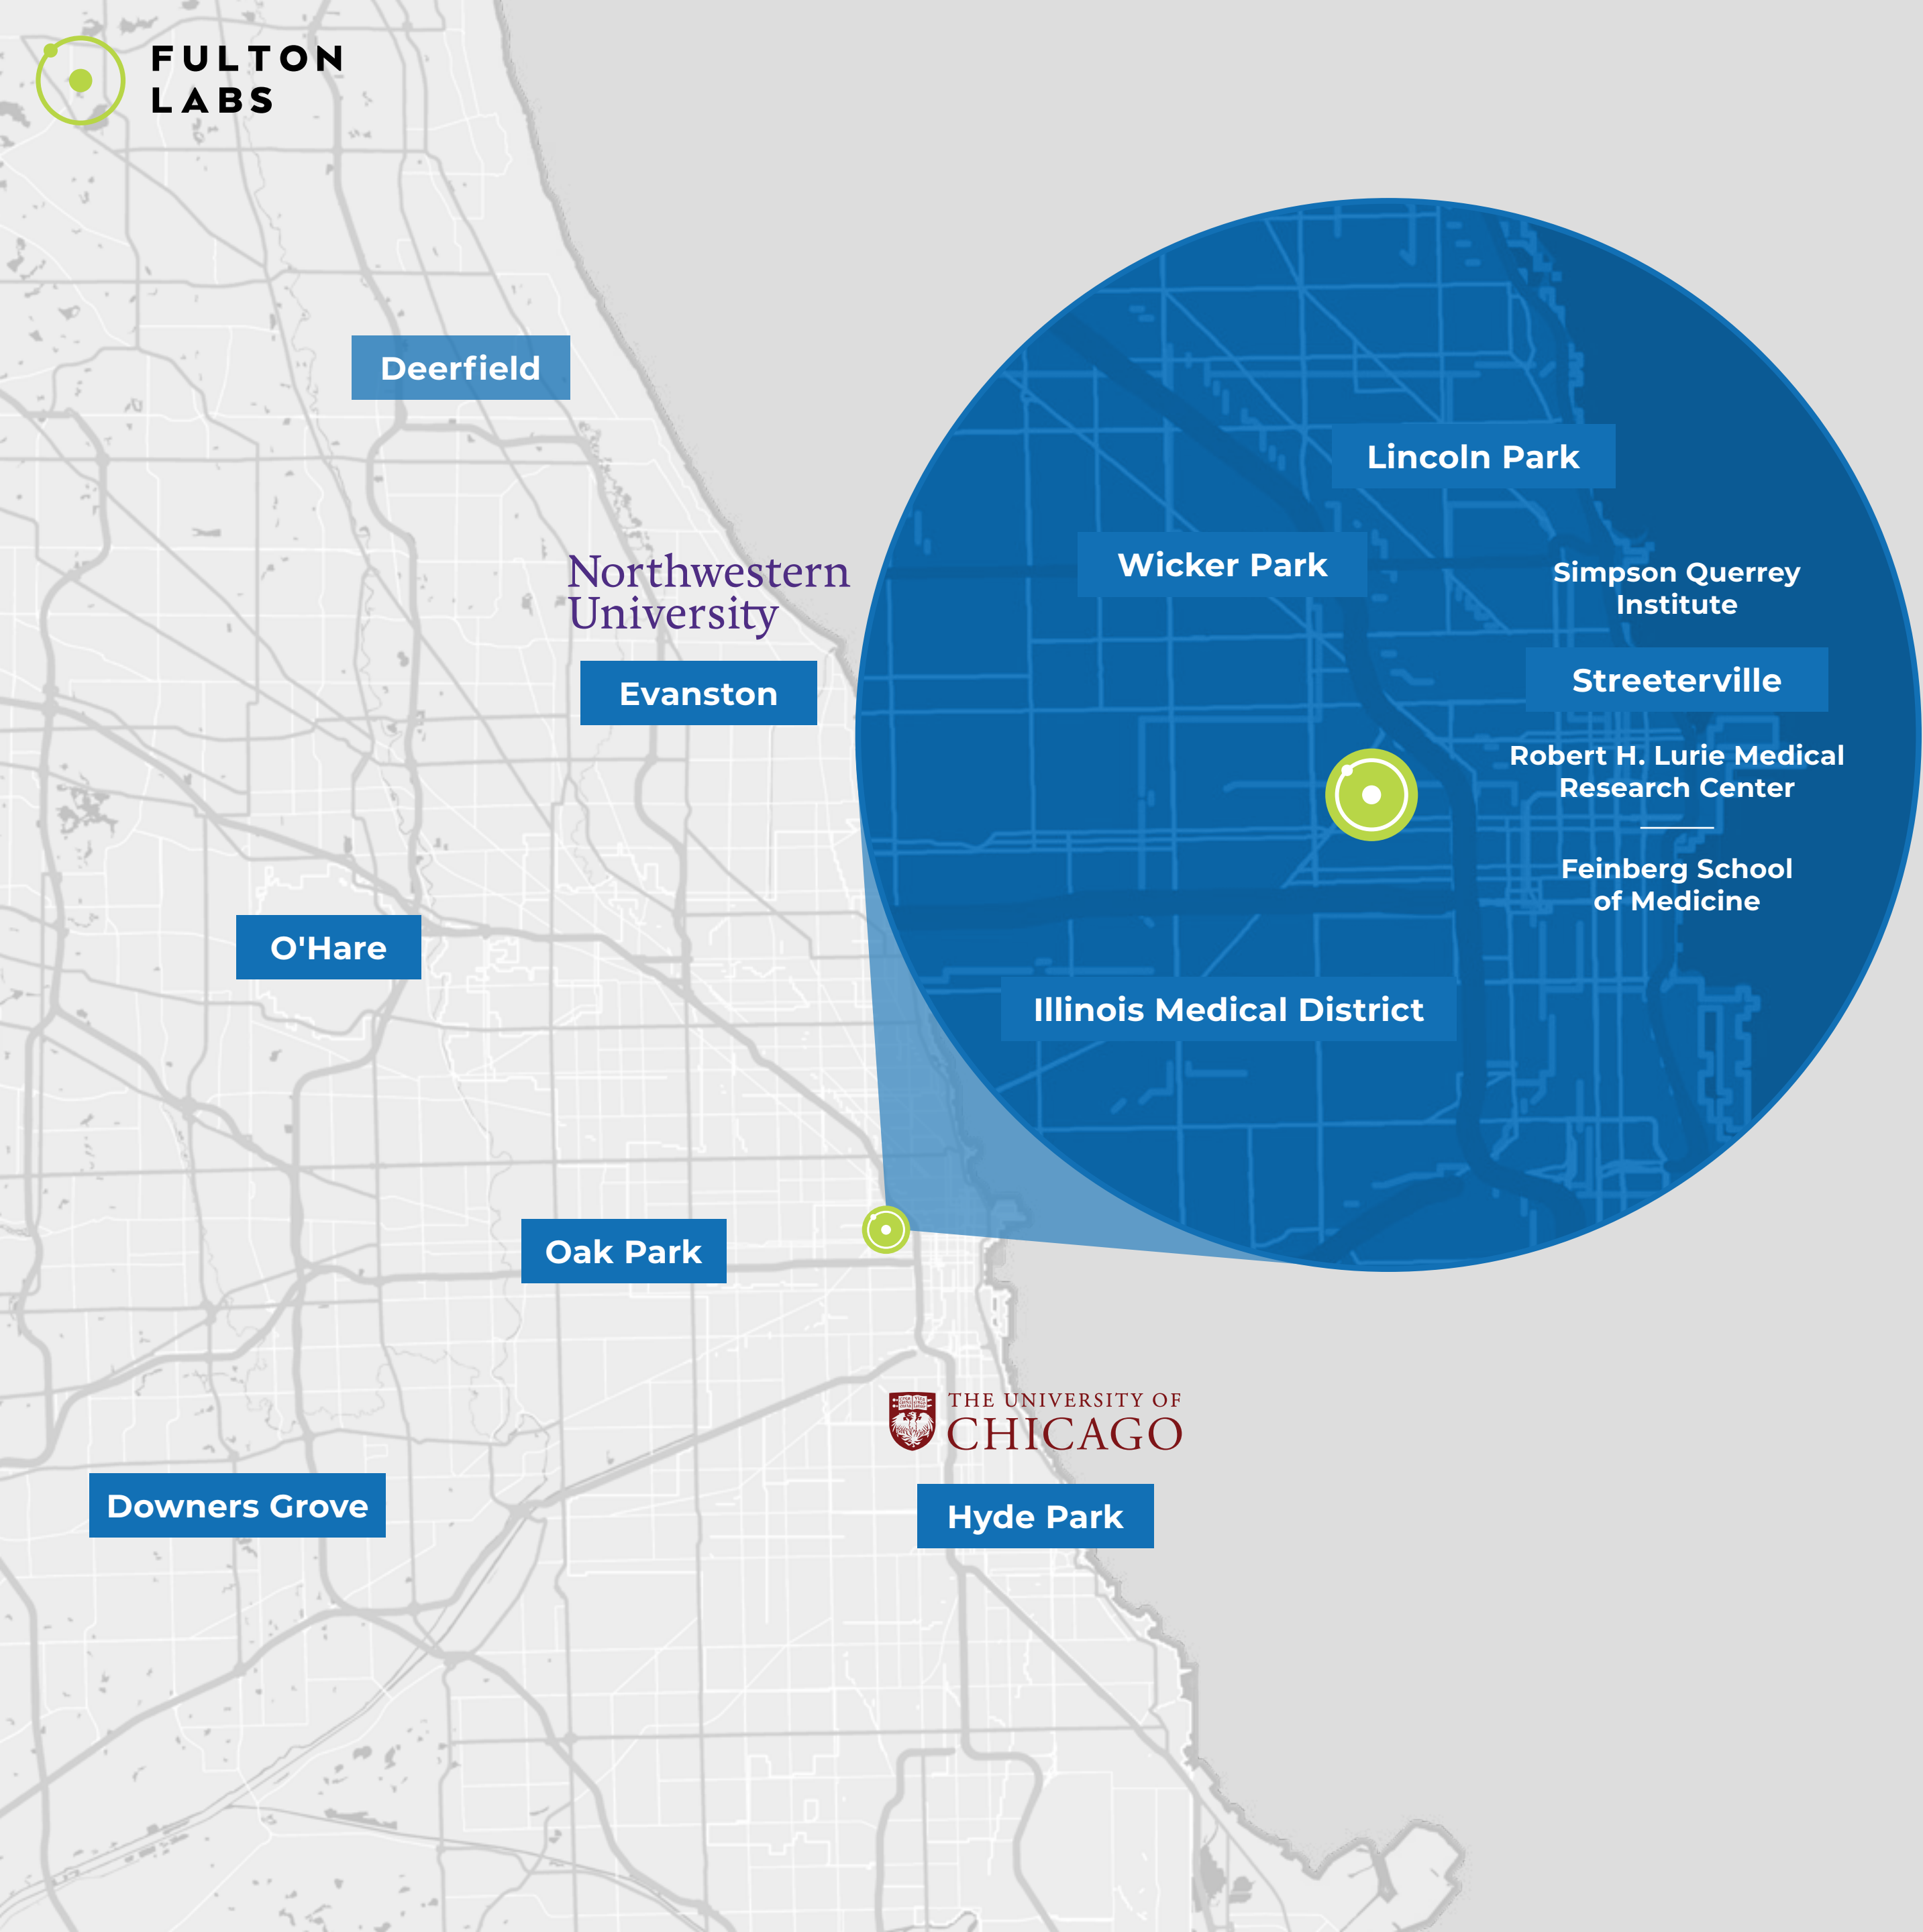 FULTON
LABS
Deerfield
Lincoln Park
Northwestern
University
Wicker Park
Simpson Querrey
Institute
Evanston
Streeterville
Robert H. Lurie Medical
Research Center
Feinberg School
of Medicine
O'Hare
Illinois Medical District
Oak Park
THE UNIVERSITY OF
CHICAGO
Downers Grove
Hyde Park